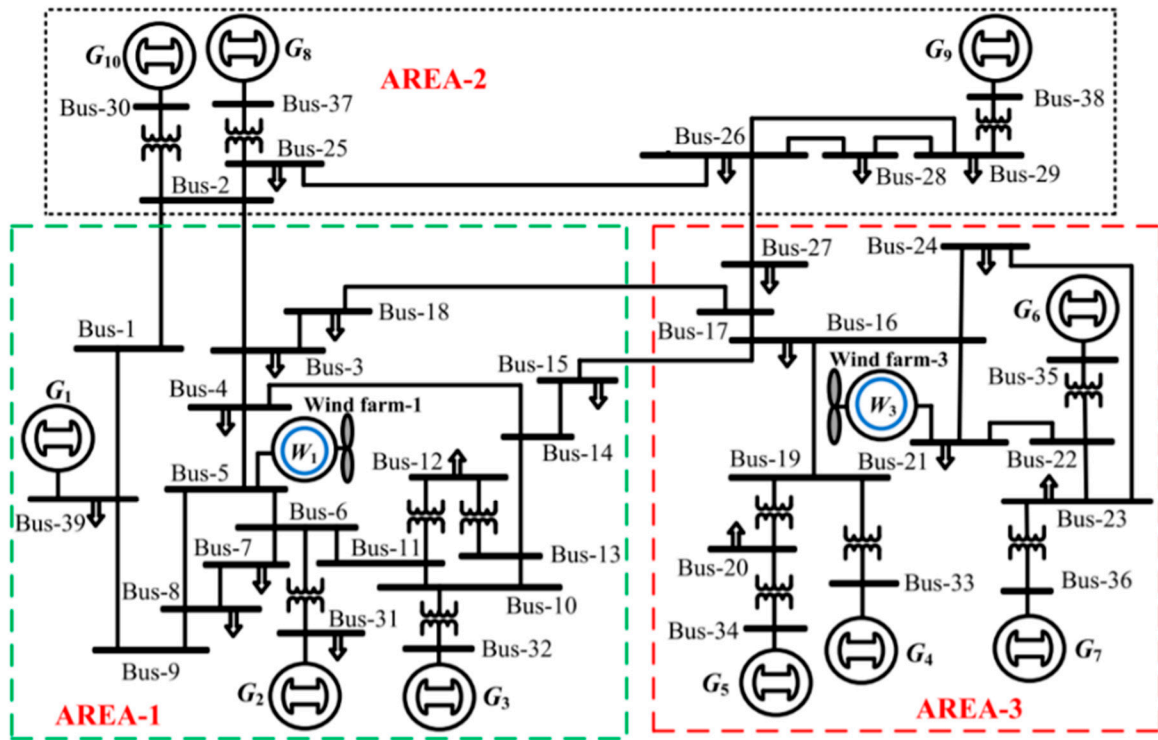 G10
G8
G9
AREA-2
Bus-30
Bus-37
Bus-38
Bus-25
Bus-26
Bus-2
Bus-28
Bus-29
Bus-24
Bus-27
Bus-18
Bus-1
Bus-17
Bus-16
G6
Bus-3
Bus-15
Wind farm-3
Bus-35
G1
Bus-4
Wind farm-1
W3
W1
Bus-14
Bus-12
Bus-19
Bus-21
Bus-22
Bus-5
Bus-39
Bus-6
Bus-23
Bus-7
Bus-11
Bus-13
Bus-20
Bus-8
Bus-10
Bus-33
Bus-36
Bus-31
Bus-34
Bus-32
Bus-9
G2
G3
G5
G4
G7
AREA-1
AREA-3